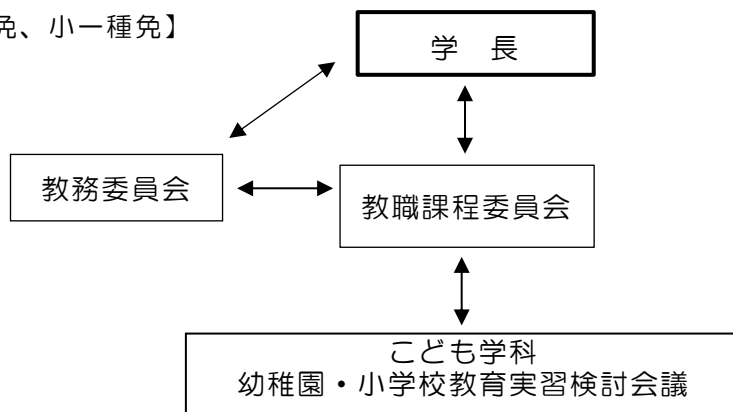 免、小一種免】
学　長
教務委員会
教職課程委員会
こども学科
幼稚園・小学校教育実習検討会議